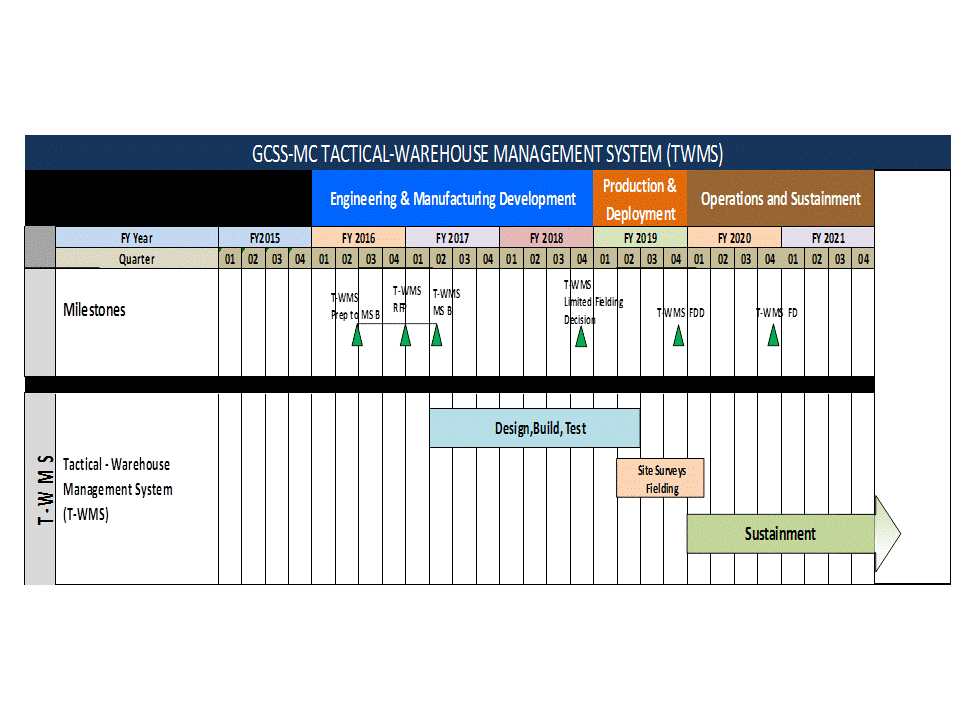 GCSS-MC TACTICAL-WAREHOUSE MANAGEMENT SYSTEM (TWMS)
Engineering & Manufacturing Development
Production &
Deployment
Operations and Sustainment
FY Year FY2015 FY 2016 FY 2017 FY 2018 FY 2019 FY 2020 FY 2021
Quarter 01 02 03 04 01 02 03 04 01 02 03 04 01 02 03 04 01 02 03 04 01 02 03 04 01 02 03 04
Milestones
T-WMS
Prep to MS B
T-WMS
RFP
T-WMS
MS B
T-WMS
Limited Fielding
Decision
T-WMS FDD
T-WMS FD
T-WMS
Tactical - Warehouse
Management System
(T-WMS)
Design,Build, Test
Site Surveys
Fielding
Sustainment